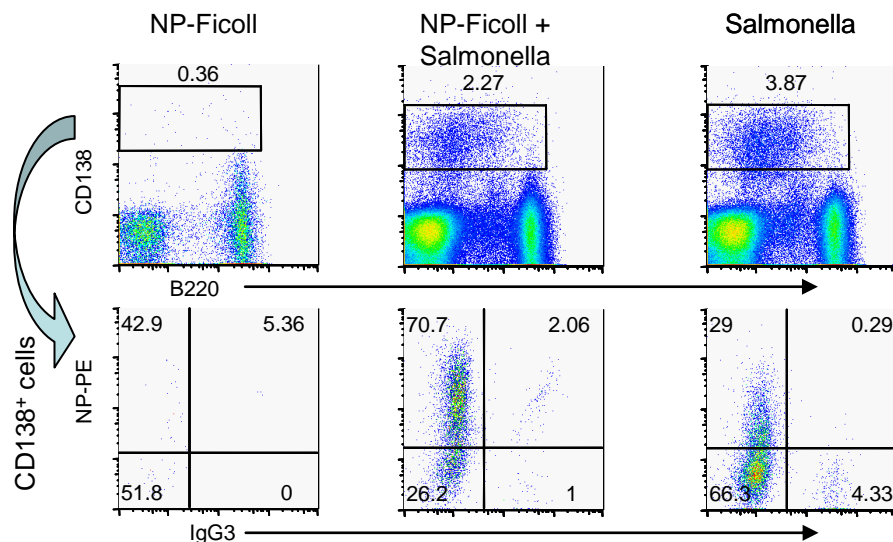 NP-Ficoll
NP-Ficoll +
Salmonella
Salmonella
0.36
2.27
3.87
CD138
B220
CD138+ cells
42.9
5.36
70.7
2.06
29
0.29
NP-PE
51.8
0
26.2
1
66.3
4.33
IgG3